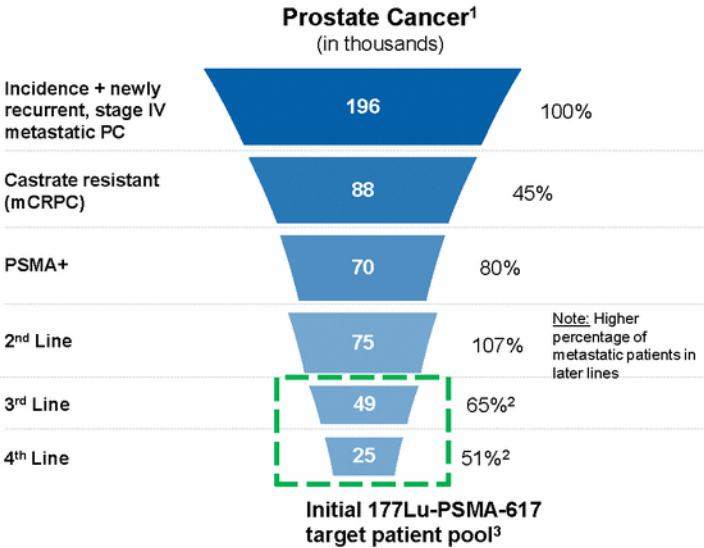 Prostate Cancer¹
(in thousands)
Incidence + newly
recurrent, stage IV
metastatic PC
196
100%
Castrate resistant
(mCRPC)
88
45%
PSMA+
70
80%
2ⁿᵈ Line
75
107%
Note: Higher
percentage of
metastatic patients in
later lines
3ʳᵈ Line
49
65%²
4ᵗʰ Line
25
51%²
Initial 177Lu-PSMA-617
target patient pool³